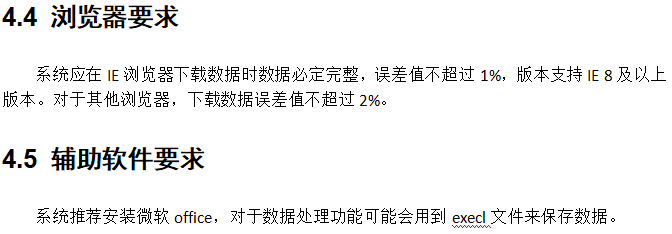 4.4 浏览器要求
系统应在 IE 浏览器下载数据时数据必定完整，误差值不超过 1%，版本支持 IE 8 及以上
版本。对于其他浏览器，下载数据误差值不超过 2%。
4.5 辅助软件要求
系统推荐安装微软 office，对于数据处理功能可能会用到 execl 文件来保存数据。